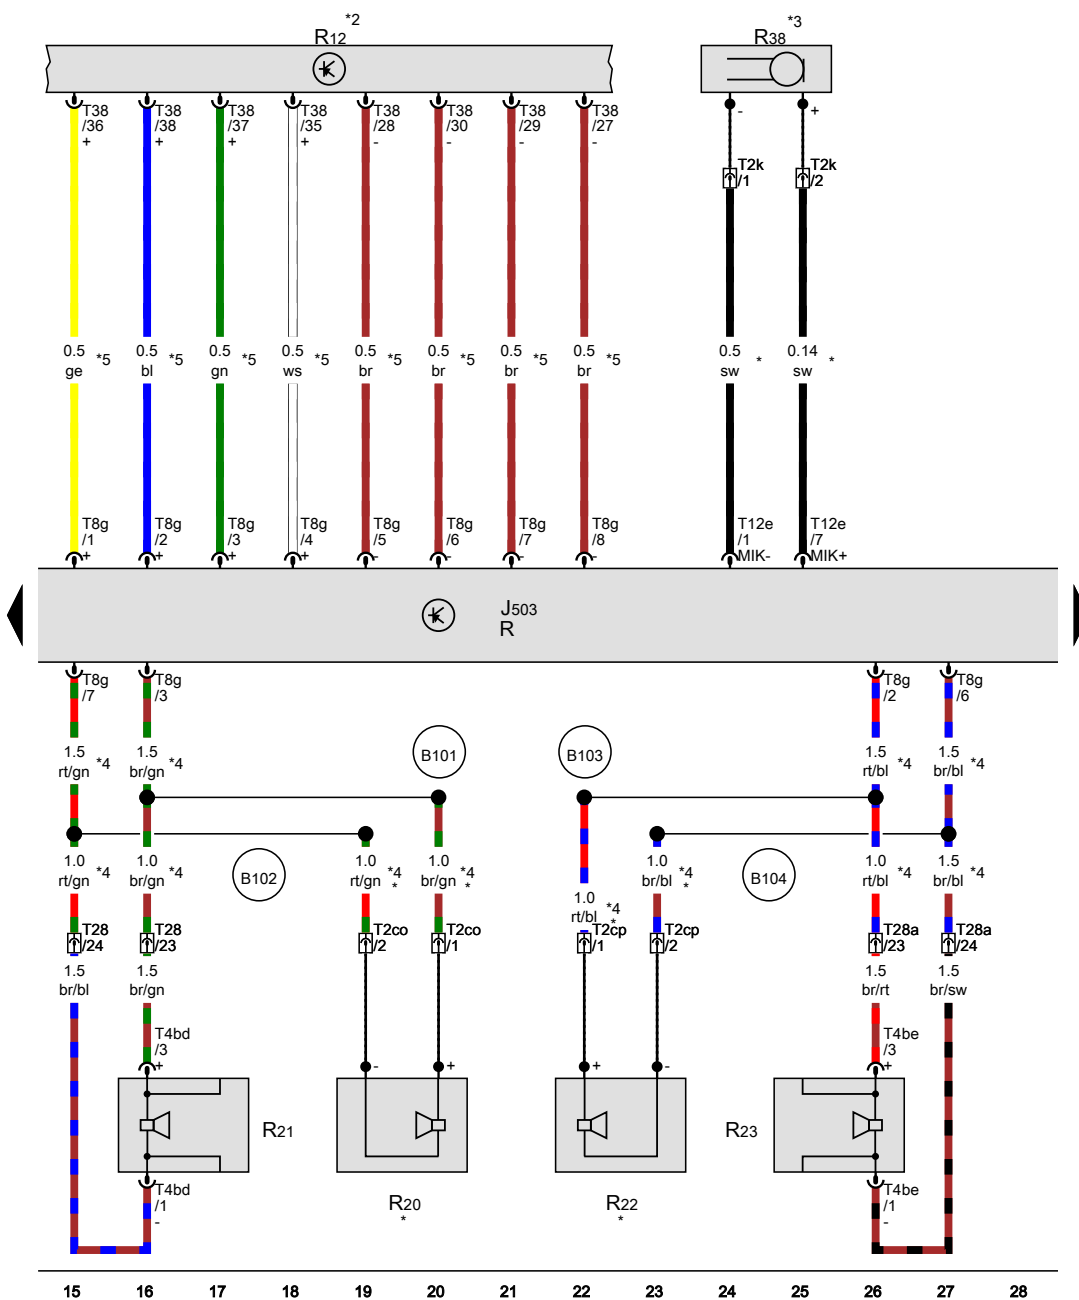 *2
R12
*3
R38
T38 T38 T38 T38 T38 T38 T38 T38
/36 /38 /37 /35 /28 /30 /29 /27
+ + + + - - - -
- +
T2k T2k
/1 /2
0.5 *5 0.5 *5 0.5 *5 0.5 *5 0.5 *5 0.5 *5 0.5 *5 0.5 *5 0.5 * 0.14 *
ge bl gn ws br br br br sw sw
T8g T8g T8g T8g T8g T8g T8g T8g T12e T12e
/1 /2 /3 /4 /5 /6 /7 /8 /1 /7
+ + + + - - - - MIK- MIK+
J503
R
T8g T8g T8g T8g
/7 /3 /2 /6
B101 B103
1.5 *4 1.5 *4 1.5 *4 1.5 *4
rt/gn br/gn rt/bl br/bl
1.0 *4 1.0 *4 1.0 *4 1.0 *4 1.0 *4 1.0 *4 1.5 *4
rt/gn br/gn rt/gn * br/gn * br/bl * rt/bl br/bl
B102 B104
1.0 *4
rt/bl *
T28 T28 T2co T2co T2cp T2cp T28a T28a
/24 /23 /2 /1 /1 /2 /23 /24
1.5 1.5 1.5 1.5
br/bl br/gn br/rt br/sw
T4bd T4be
/3 /3
+ - + + - +
R21 R23
T4bd T4be
/1 /1
- -
R20 R22
* *
15 16 17 18 19 20 21 22 23 24 25 26 27 28